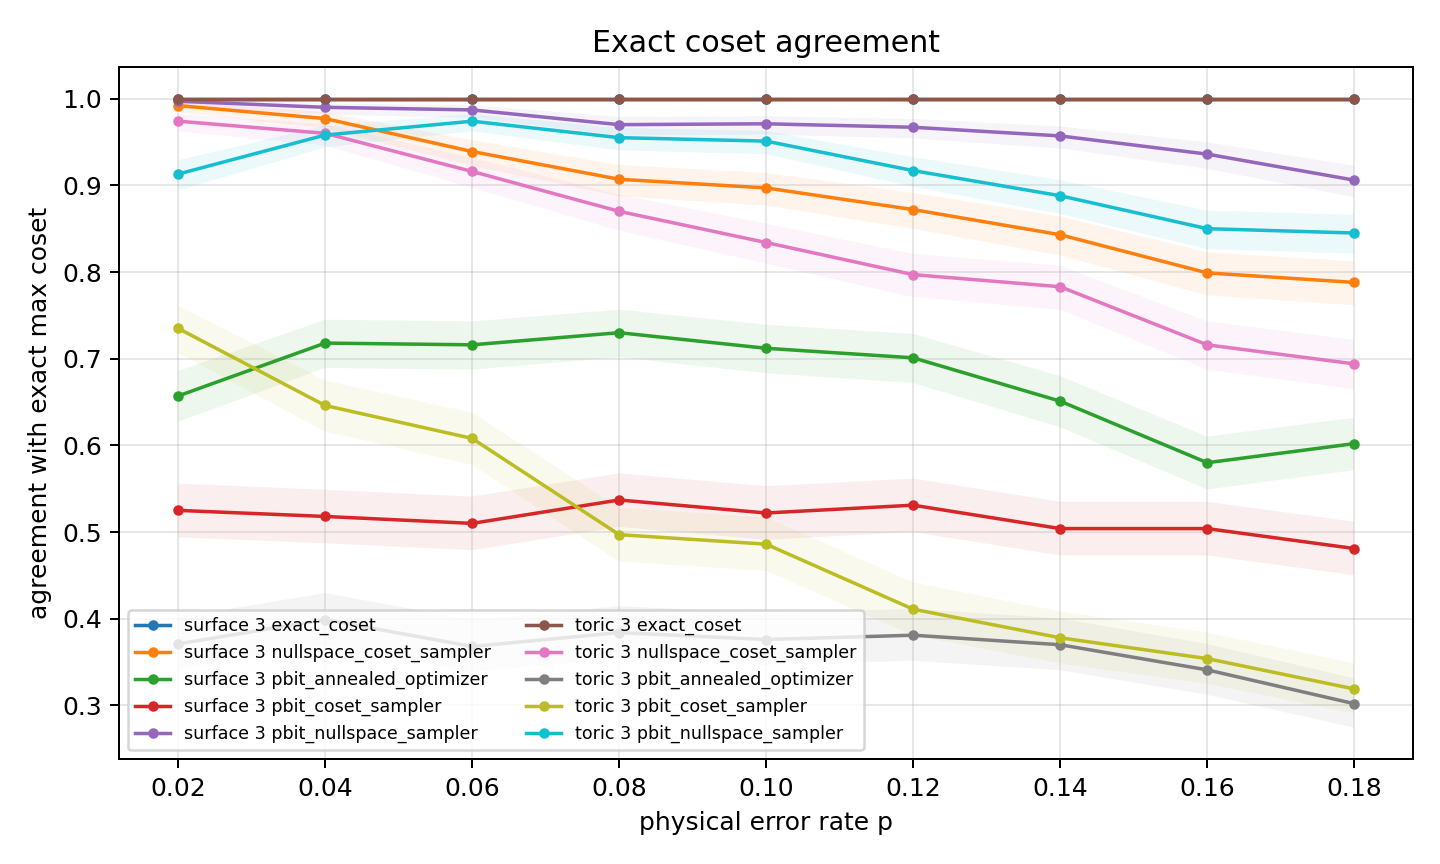 Exact coset agreement
agreement with exact max coset
1.0
0.9
0.8
0.7
0.6
0.5
0.4
0.3
surface 3 exact_coset
surface 3 nullspace_coset_sampler
surface 3 pbit_annealed_optimizer
surface 3 pbit_coset_sampler
surface 3 pbit_nullspace_sampler
toric 3 exact_coset
toric 3 nullspace_coset_sampler
toric 3 pbit_annealed_optimizer
toric 3 pbit_coset_sampler
toric 3 pbit_nullspace_sampler
0.02 0.04 0.06 0.08 0.10 0.12 0.14 0.16 0.18
physical error rate p